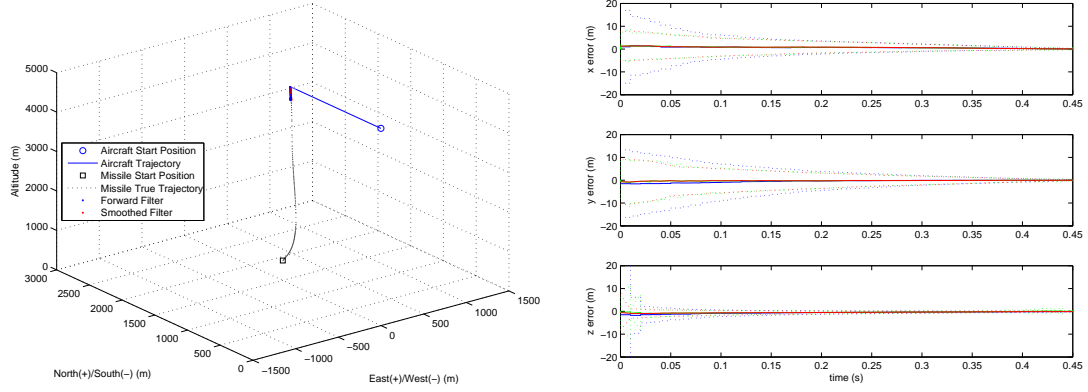 5000
4000
3000
2000
1000
0
Altitude (m)
Aircraft Start Position
Aircraft Trajectory
Missile Start Position
Missile True Trajectory
Forward Filter
Smoothed Filter
3000
2500
2000
1500
1000
500
0
North(+)/South(−) (m)
−1500
−1000
−500
0
500
1000
1500
East(+)/West(−) (m)
20
10
0
−10
−20
x error (m)
0 0.05 0.1 0.15 0.2 0.25 0.3 0.35 0.4 0.45
20
10
0
−10
−20
y error (m)
0 0.05 0.1 0.15 0.2 0.25 0.3 0.35 0.4 0.45
20
10
0
−10
−20
z error (m)
0 0.05 0.1 0.15 0.2 0.25 0.3 0.35 0.4 0.45
time (s)